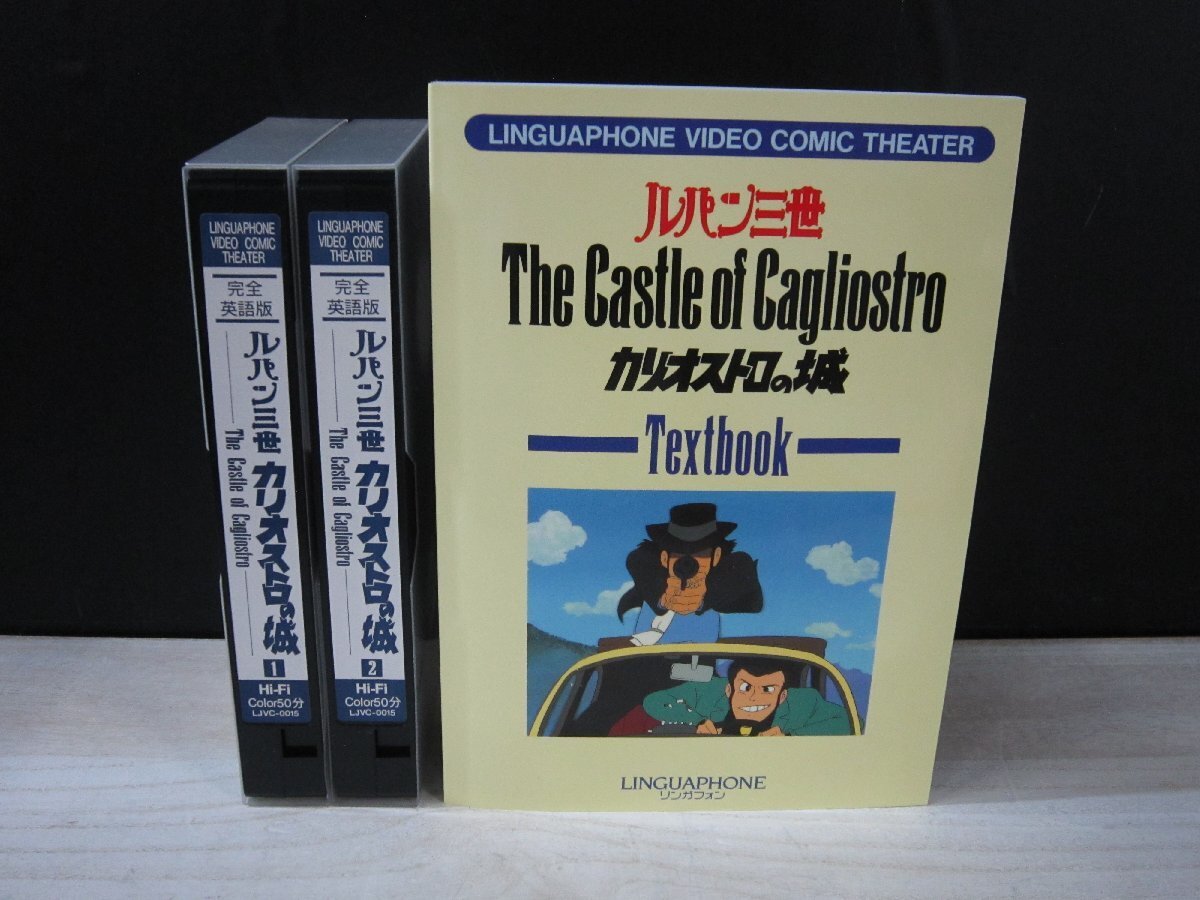 LINGUAPHONE
VIDEO COMIC
THEATER
完全
英語版
ルパン三世
カリオストロの城
The Castle of Cagliostro
1
Hi-Fi
Color50分
LJVC-0015
LINGUAPHONE
VIDEO COMIC
THEATER
完全
英語版
ルパン三世
カリオストロの城
The Castle of Cagliostro
2
Hi-Fi
Color50分
LJVC-0015
LINGUAPHONE VIDEO COMIC THEATER
ルパン三世
The Castle of Cagliostro
カリオストロの城
Textbook
LINGUAPHONE
リンガフォン